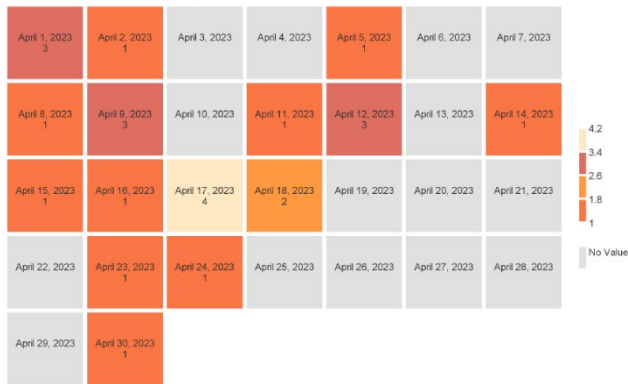 April 1, 2023
3
April 2, 2023
1
April 3, 2023
April 4, 2023
April 5, 2023
1
April 6, 2023
April 7, 2023
April 8, 2023
1
April 9, 2023
3
April 10, 2023
April 11, 2023
1
April 12, 2023
3
April 13, 2023
April 14, 2023
1
April 15, 2023
1
April 16, 2023
1
April 17, 2023
4
April 18, 2023
2
April 19, 2023
April 20, 2023
April 21, 2023
April 22, 2023
April 23, 2023
1
April 24, 2023
1
April 25, 2023
April 26, 2023
April 27, 2023
April 28, 2023
April 29, 2023
April 30, 2023
1
4.2
3.4
2.6
1.8
1
No Value